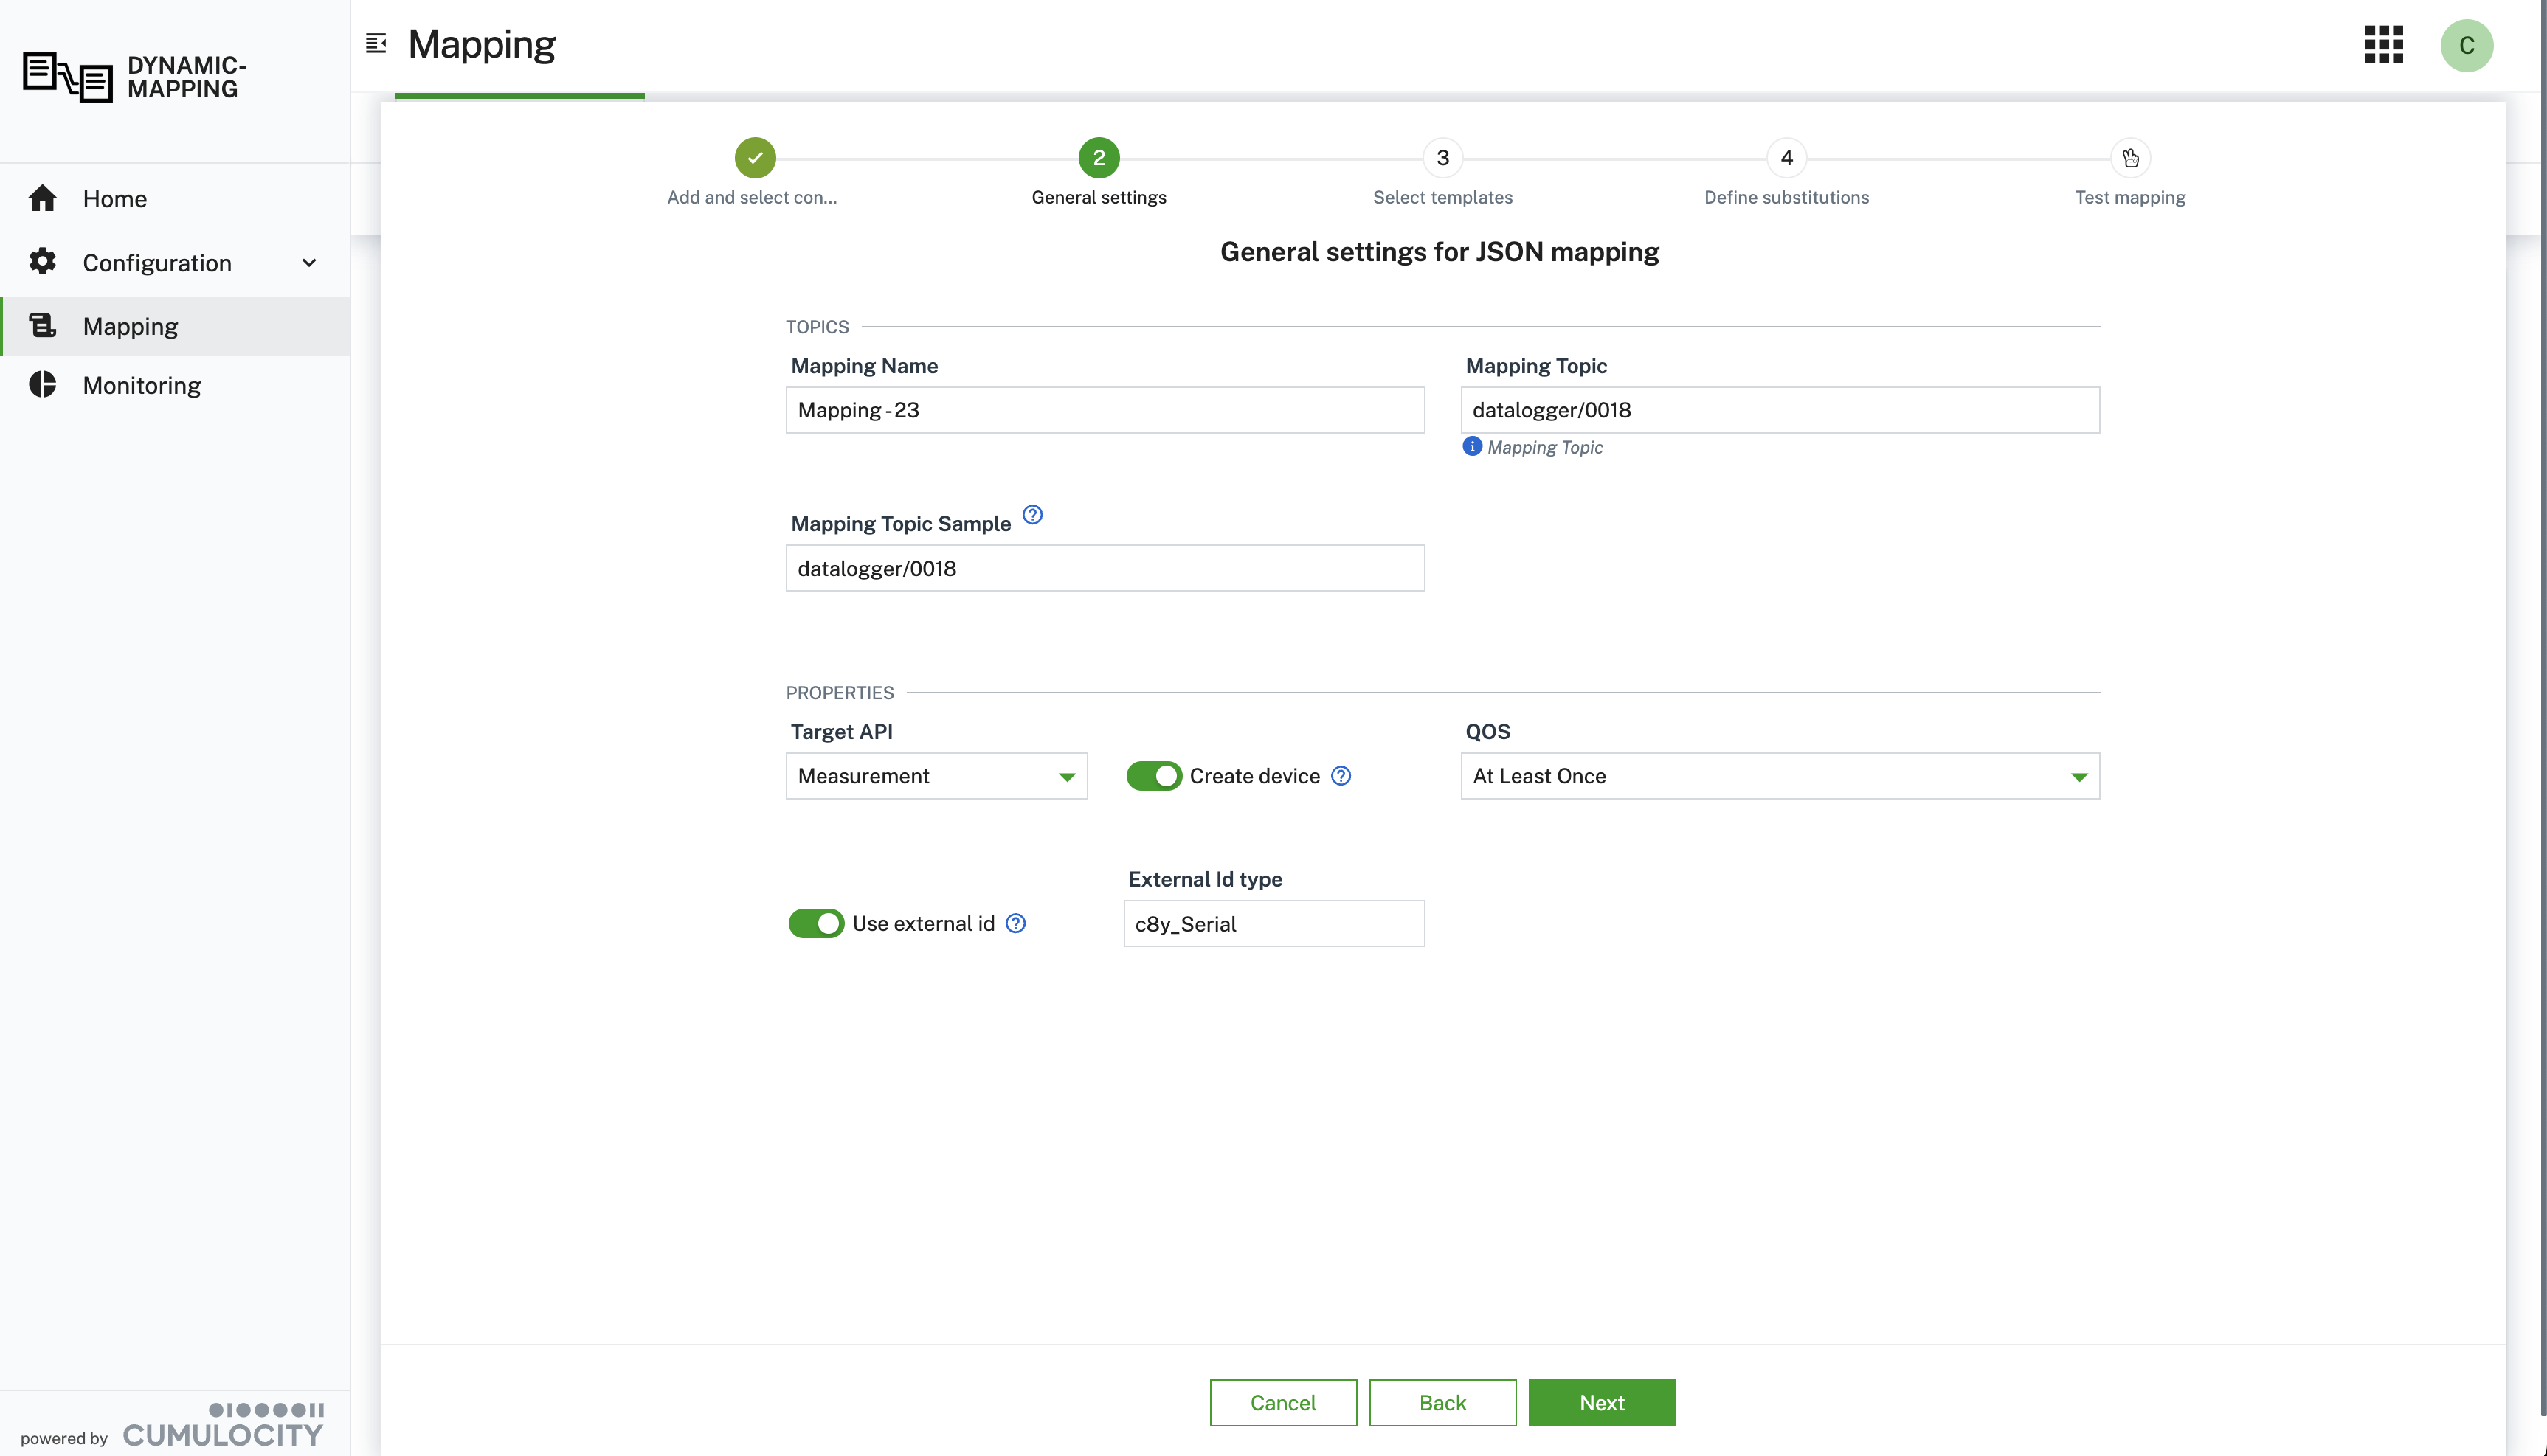 DYNAMIC-
MAPPING
Mapping
C
Home
Configuration
Mapping
Monitoring
2
3
4
Add and select con...
General settings
Select templates
Define substitutions
Test mapping
General settings for JSON mapping
TOPICS
Mapping Name
Mapping Topic
Mapping - 23
datalogger/0018
i Mapping Topic
Mapping Topic Sample ?
datalogger/0018
PROPERTIES
Target API
QOS
Measurement
Create device ?
At Least Once
External Id type
Use external id ?
c8y_Serial
Cancel
Back
Next
powered by CUMULOCITY